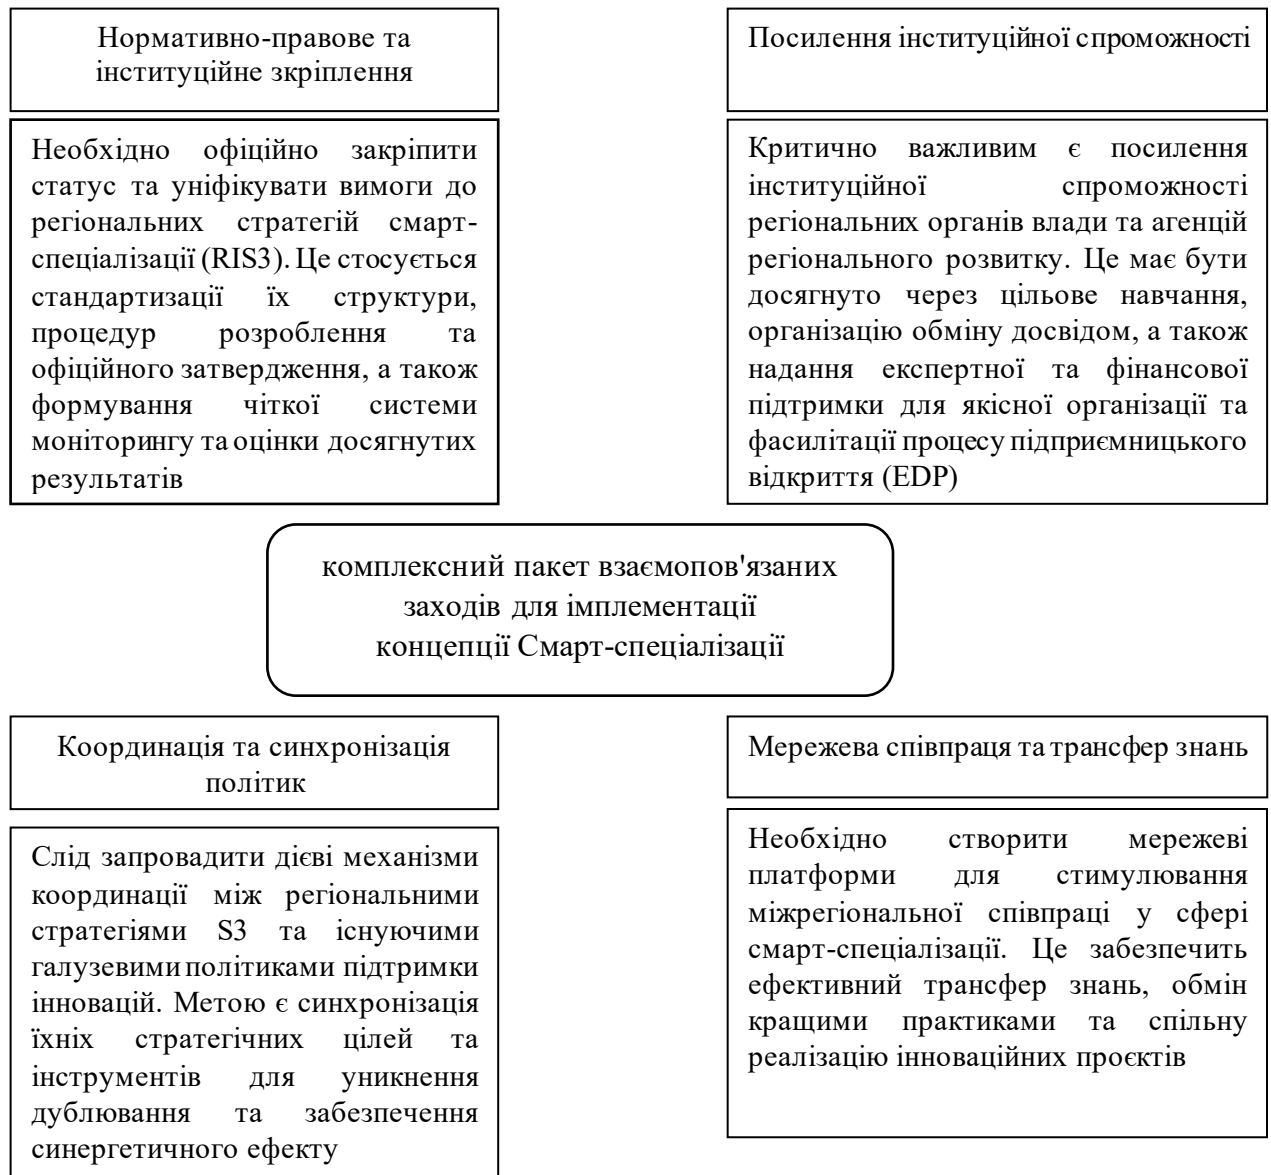 Нормативно-правове та
інституційне зкріплення
Необхідно офіційно закріпити
статус та уніфікувати вимоги до
регіональних стратегій смарт-
спеціалізації (RIS3). Це стосується
стандартизації їх структури,
процедур розроблення та
офіційного затвердження, а також
формування чіткої системи
моніторингу та оцінки досягнутих
результатів
Посилення інституційної спроможності
Критично важливим є посилення
інституційної спроможності
регіональних органів влади та агенцій
регіонального розвитку. Це має бути
досягнуто через цільове навчання,
організацію обміну досвідом, а також
надання експертної та фінансової
підтримки для якісної організації та
фасилітації процесу підприємницького
відкриття (EDP)
комплексний пакет взаємопов'язаних
заходів для імплементації
концепції Смарт-спеціалізації
Координація та синхронізація
політик
Слід запровадити дієві механізми
координації між регіональними
стратегіями S3 та існуючими
галузевими політиками підтримки
інновацій. Метою є синхронізація
їхніх стратегічних цілей та
інструментів для уникнення
дублювання та забезпечення
синергетичного ефекту
Мережева співпраця та трансфер знань
Необхідно створити мережеві
платформи для стимулювання
міжрегіональної співпраці у сфері
смарт-спеціалізації. Це забезпечить
ефективний трансфер знань, обмін
кращими практиками та спільну
реалізацію інноваційних проєктів